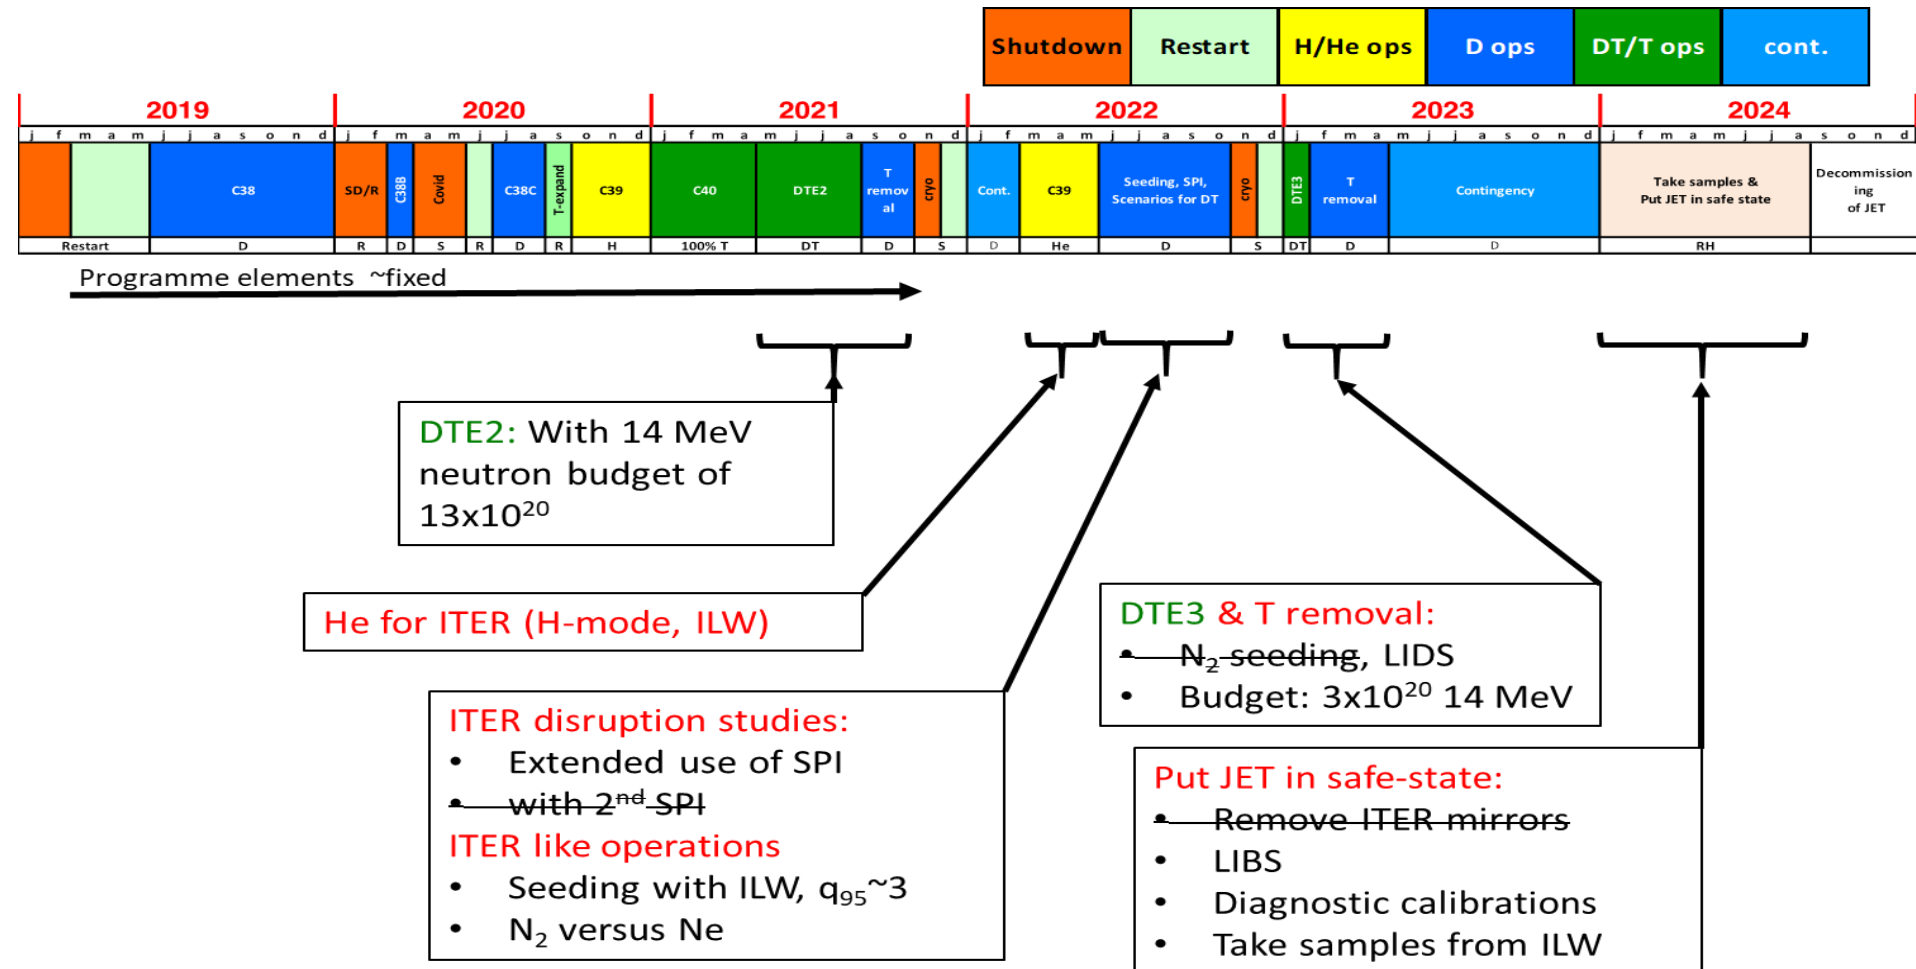 Shutdown Restart H/He ops D ops DT/T ops cont.
2019 2020 2021 2022 2023 2024
j f m a m j j a s o n d j f m a m j j a s o n d j f m a m j j a s o n d j f m a m j j a s o n d j f m a m j j a s o n d j f m a m j j a s o n d
C38
SD/R
C38B
Covid
C38C
T-expand
C39
C40
DTE2
T
remov
al
cryo
Cont.
C39
Seeding, SPI,
Scenarios for DT
cryo
DTE3
T
removal
Contingency
Take samples &
Put JET in safe state
Decommission
ing
of JET
Restart D R D S R D R H 100% T DT D S D He D S DT D D RH
Programme elements ~fixed
DTE2: With 14 MeV
neutron budget of
13x10²⁰
He for ITER (H-mode, ILW)
ITER disruption studies:
• Extended use of SPI
• with 2ⁿᵈ SPI
ITER like operations
• Seeding with ILW, q₉₅~3
• N₂ versus Ne
DTE3 & T removal:
• N₂ seeding, LIDS
• Budget: 3x10²⁰ 14 MeV
Put JET in safe-state:
• Remove ITER mirrors
• LIBS
• Diagnostic calibrations
• Take samples from ILW